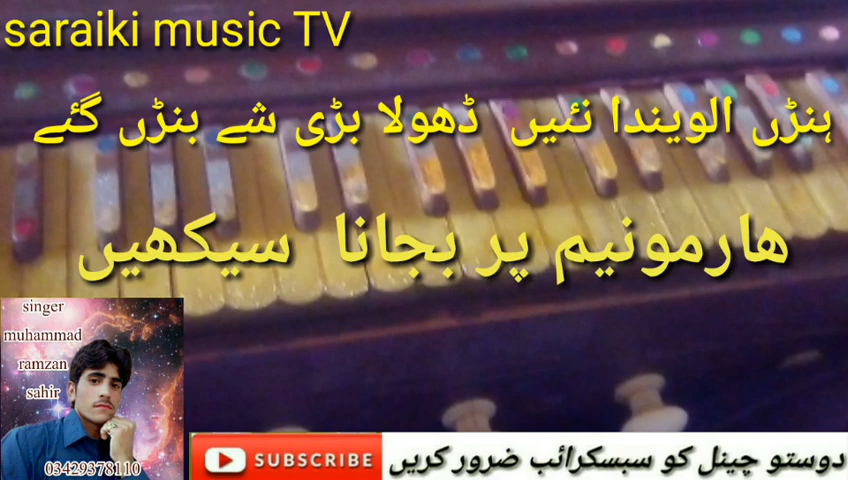 saraiki music TV
ہنڑں الویندا نئیں ڈھولا بڑی شے بنڑں گئے
ھارمونیم پر بجانا سیکھیں
singer
muhammad
ramzan
sahir
03429378110
SUBSCRIBE دوستو چینل کو سبسکرائب ضرور کریں